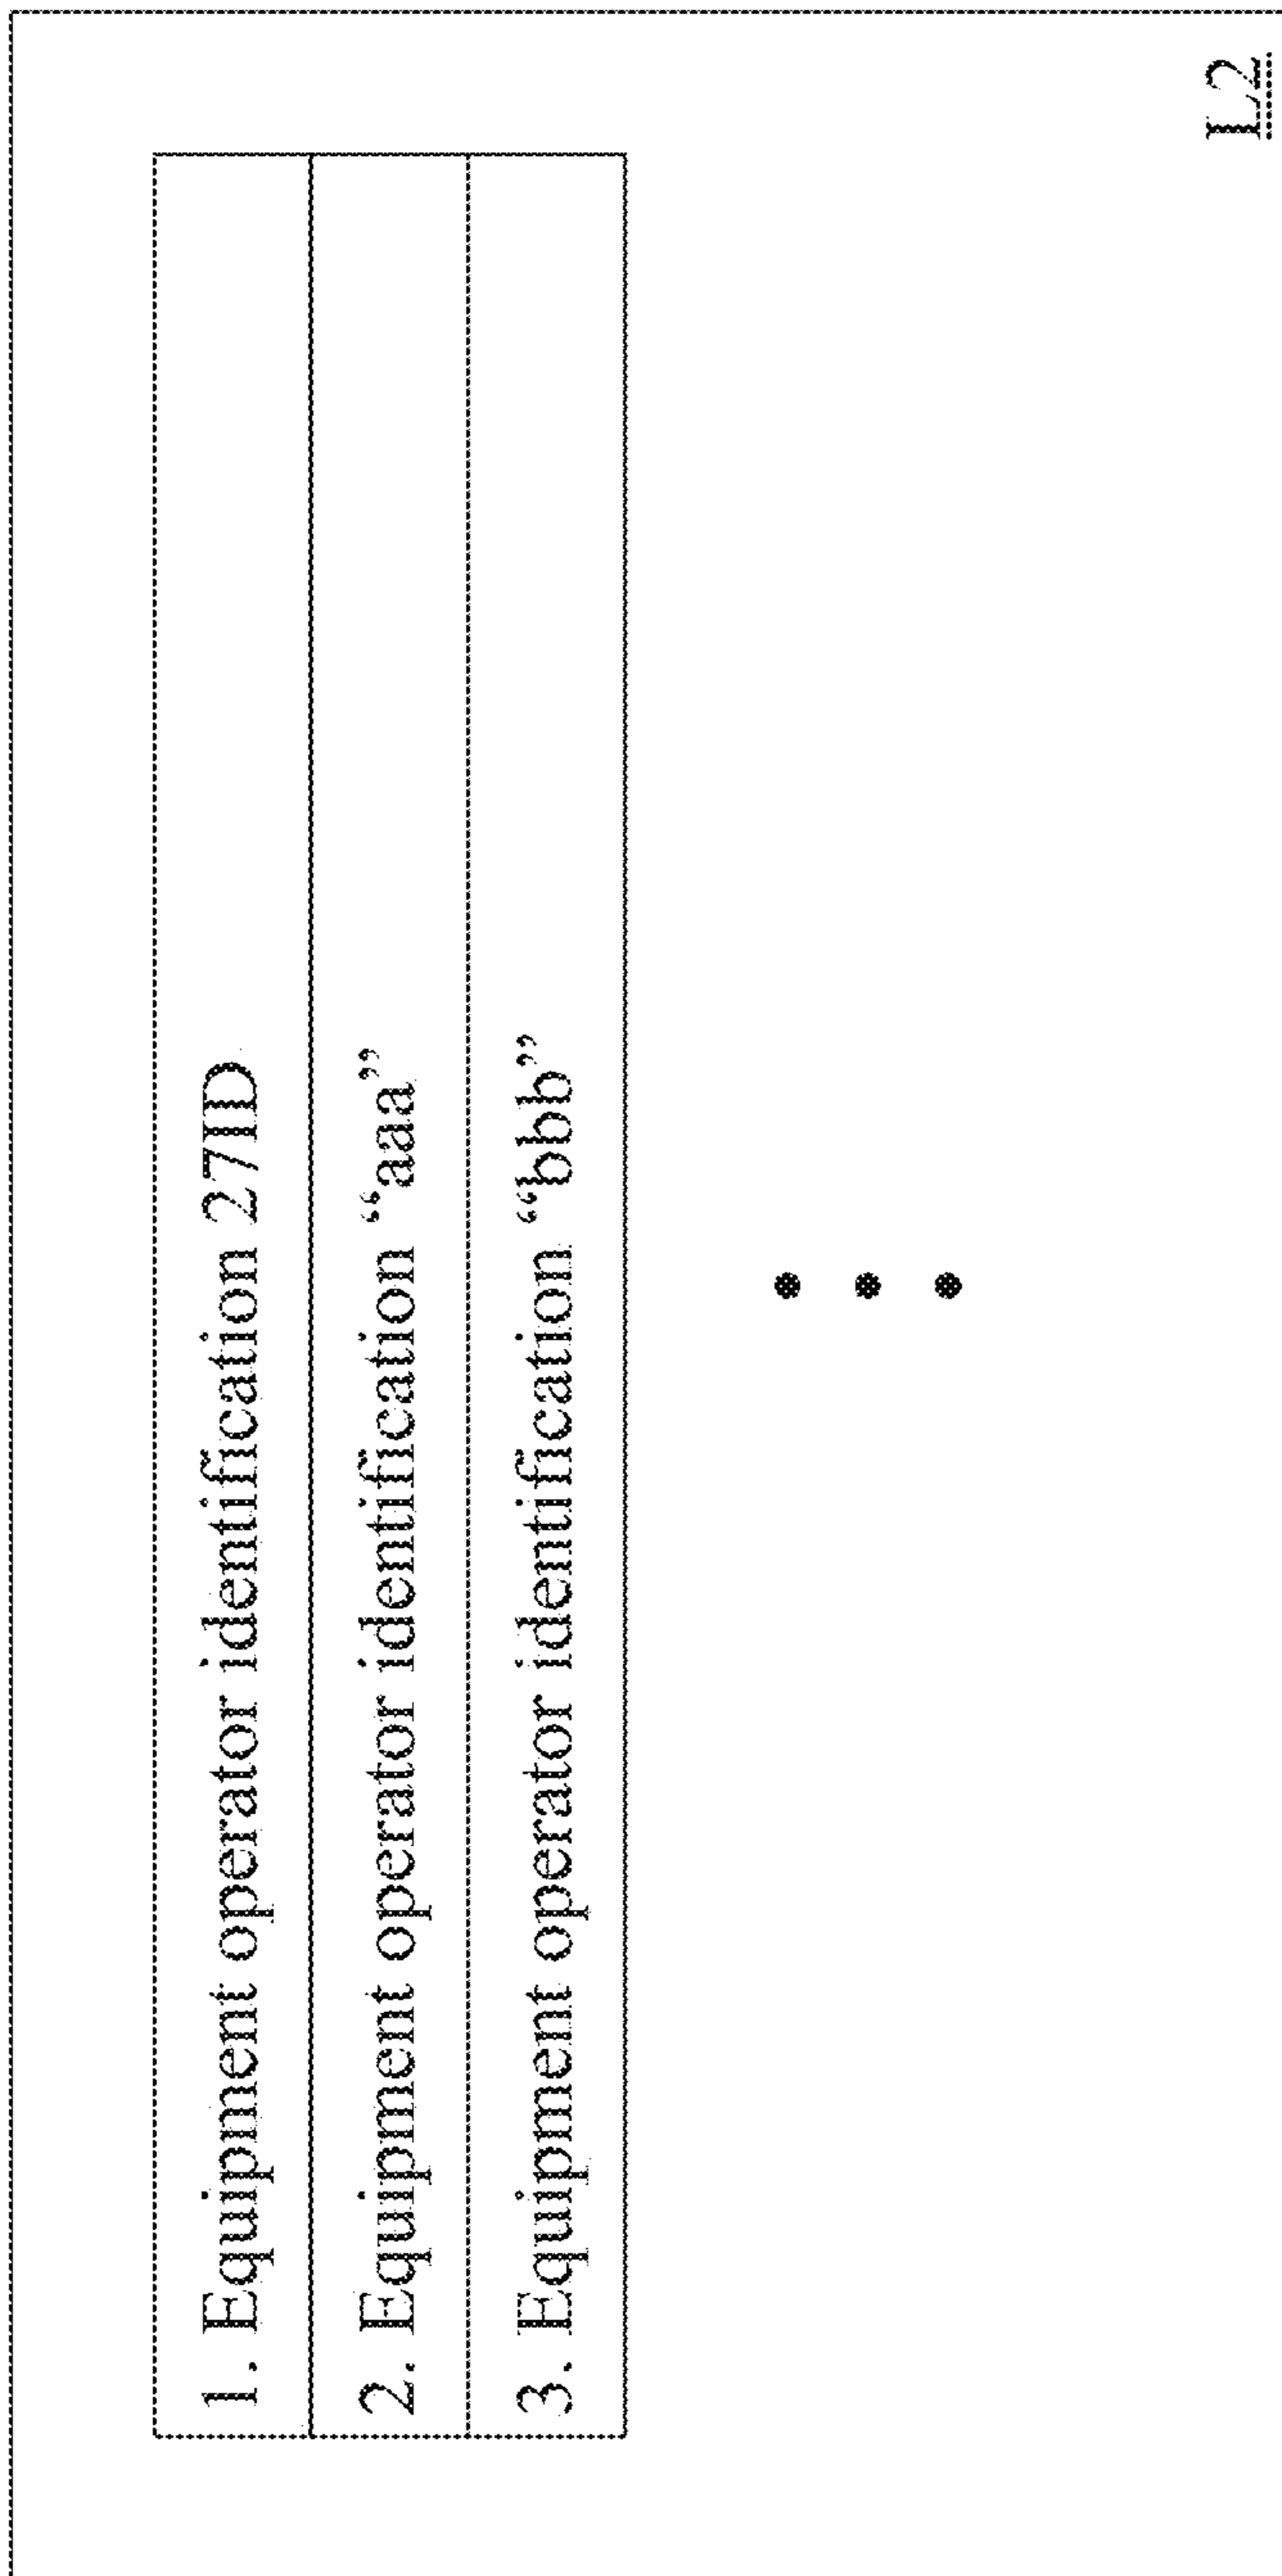 1. Equipment operator identification 27ID
2. Equipment operator identification “aaa”
3. Equipment operator identification “bbb”
L2